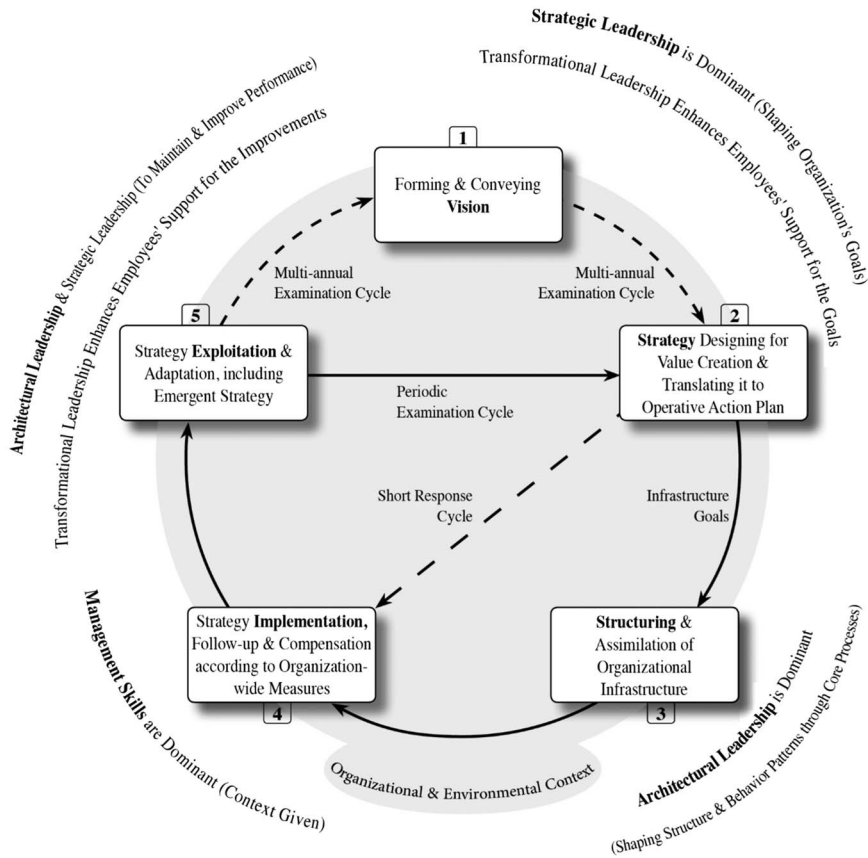 Strategic Leadership is Dominant (Shaping Organization's Goals)
Transformational Leadership Enhances Employees' Support for the Goals
Architectural Leadership & Strategic Leadership (To Maintain & Improve Performance)
Transformational Leadership Enhances Employees' Support for the Improvements
1
Forming & Conveying
Vision
Multi-annual
Examination Cycle
Multi-annual
Examination Cycle
5
Strategy Exploitation &
Adaptation, including
Emergent Strategy
2
Strategy Designing for
Value Creation &
Translating it to
Operative Action Plan
Periodic
Examination Cycle
Short Response
Cycle
Infrastructure
Goals
Strategy Implementation,
Follow-up & Compensation
according to Organization-
wide Measures
4
Structuring &
Assimilation of
Organizational
Infrastructure
3
Organizational & Environmental Context
Management Skills are Dominant (Context Given)
Architectural Leadership is Dominant
(Shaping Structure & Behavior Patterns through Core Processes)